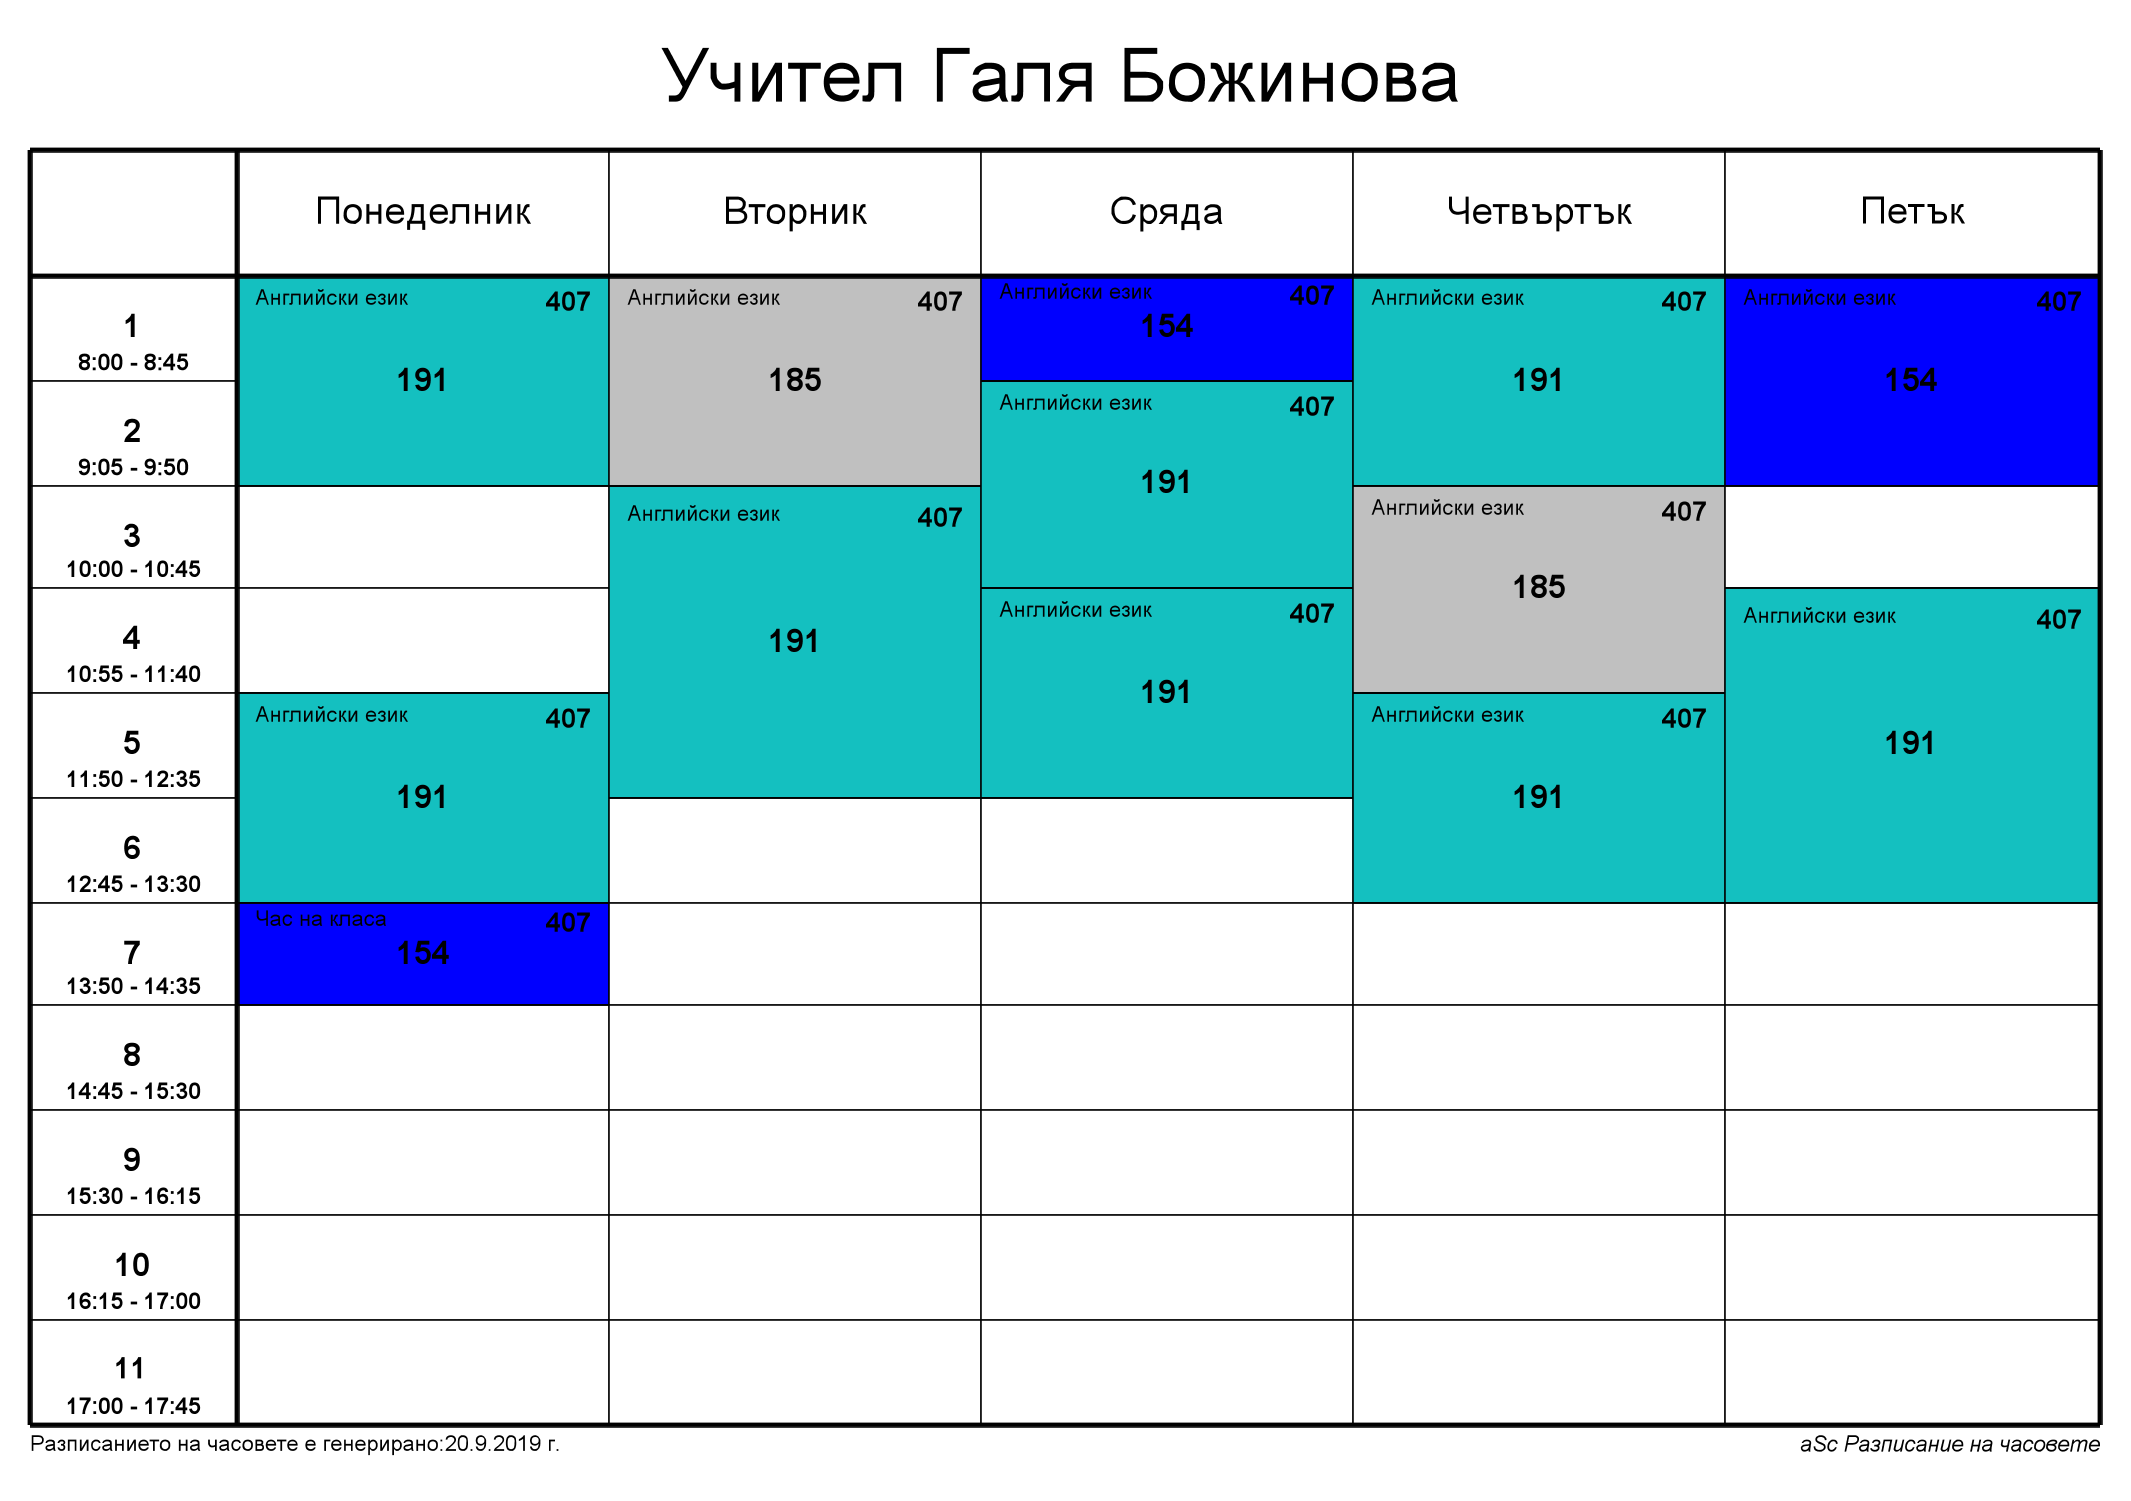 Учител Галя Божинова
Понеделник Вторник Сряда Четвъртък Петък
1
8:00 - 8:45
Английски език 407
191
Английски език 407
185
Английски език 407
154
Английски език 407
191
Английски език 407
154
2
9:05 - 9:50
Английски език 407
191
3
10:00 - 10:45
Английски език 407
191
Английски език 407
185
4
10:55 - 11:40
Английски език 407
191
Английски език 407
191
5
11:50 - 12:35
Английски език 407
191
Английски език 407
191
6
12:45 - 13:30
7
13:50 - 14:35
Час на класа 407
154
8
14:45 - 15:30
9
15:30 - 16:15
10
16:15 - 17:00
11
17:00 - 17:45
Разписанието на часовете е генерирано:20.9.2019 г.
aSc Разписание на часовете